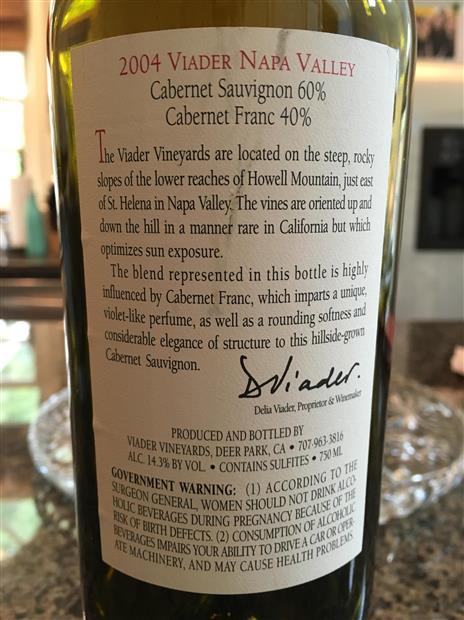 2004 VIADER NAPA VALLEY
Cabernet Sauvignon 60%
Cabernet Franc 40%
The Viader Vineyards are located on the steep, rocky
slopes of the lower reaches of Howell Mountain, just east
of St. Helena in Napa Valley. The vines are oriented up and
down the hill in a manner rare in California but which
optimizes sun exposure.
The blend represented in this bottle is highly
influenced by Cabernet Franc, which imparts a unique,
violet-like perfume, as well as a rounding softness and
considerable elegance of structure to this hillside-grown
Cabernet Sauvignon.
DViader.
Delia Viader, Proprietor & Winemaker
PRODUCED AND BOTTLED BY
VIADER VINEYARDS, DEER PARK, CA • 707-963-3816
ALC. 14.3% BY VOL. • CONTAINS SULFITES • 750 ML
GOVERNMENT WARNING: (1) ACCORDING TO THE
SURGEON GENERAL, WOMEN SHOULD NOT DRINK ALCO-
HOLIC BEVERAGES DURING PREGNANCY BECAUSE OF THE
RISK OF BIRTH DEFECTS. (2) CONSUMPTION OF ALCOHOLIC
BEVERAGES IMPAIRS YOUR ABILITY TO DRIVE A CAR OR OPER-
ATE MACHINERY, AND MAY CAUSE HEALTH PROBLEMS.